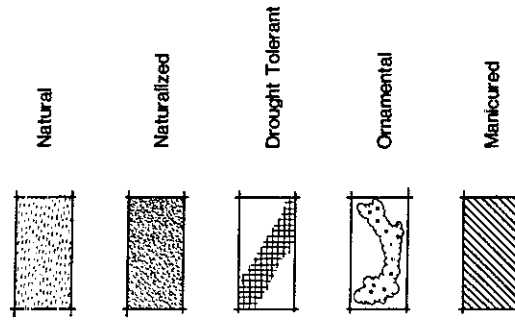 Natural
Naturalized
Drought Tolerant
Ornamental
Manicured